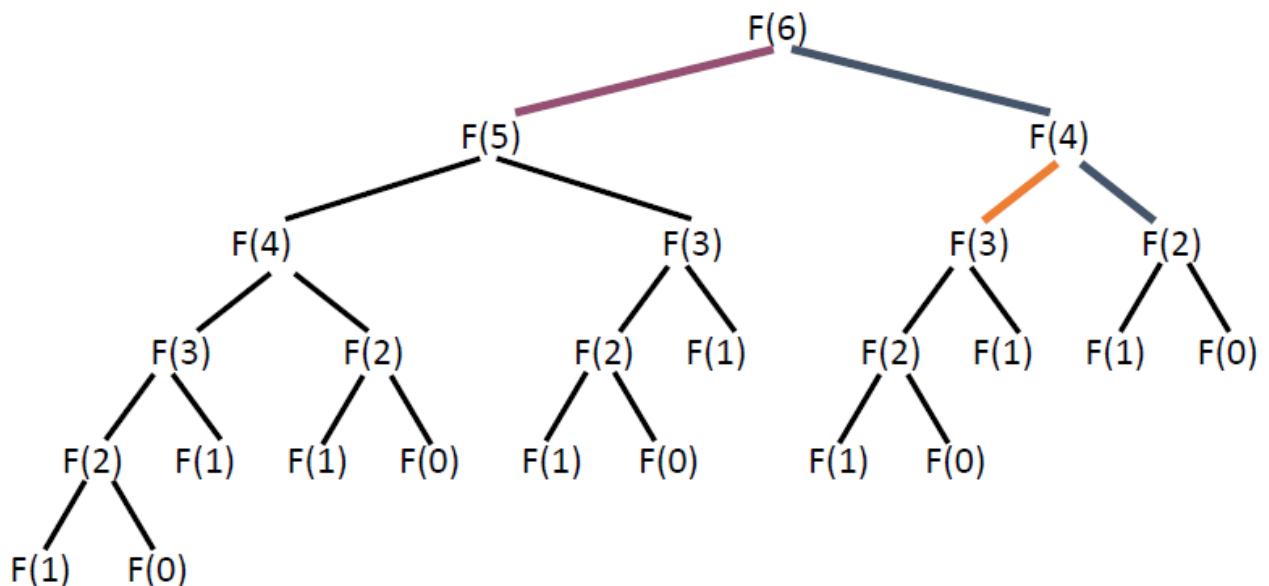 F(6)
F(5) F(4)
F(4) F(3) F(3) F(2)
F(3) F(2) F(2) F(1) F(2) F(1) F(1) F(0)
F(2) F(1) F(1) F(0) F(1) F(0) F(1) F(0)
F(1) F(0)